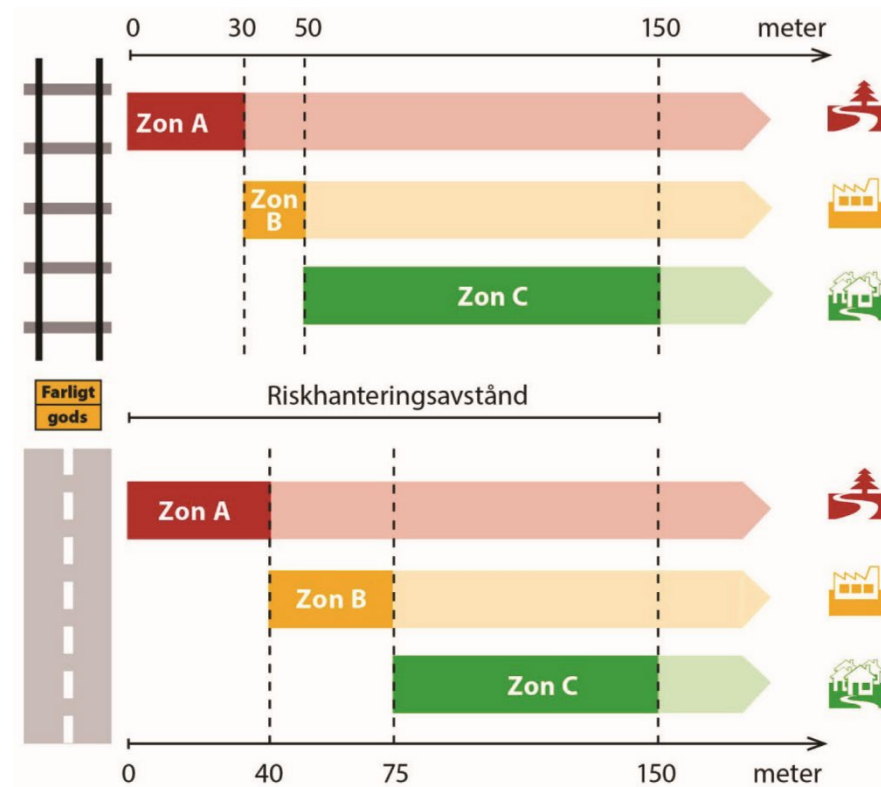 0 30 50 150 meter
Zon A
Zon
B
Zon C
Farligt
gods
Riskhanteringsavstånd
Zon A
Zon B
Zon C
0 40 75 150 meter